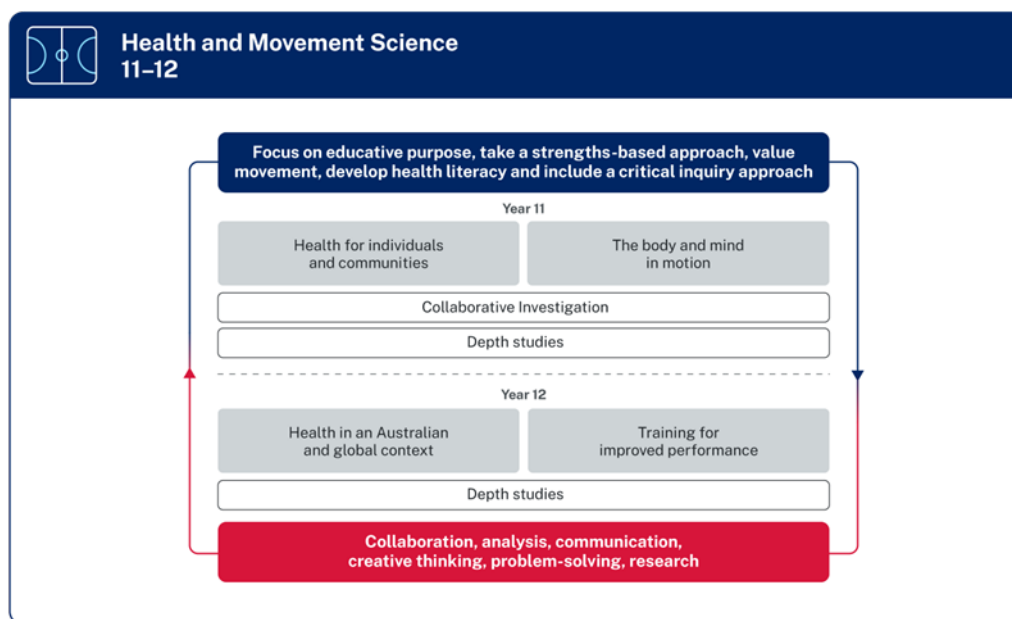 Health and Movement Science
11–12
Focus on educative purpose, take a strengths-based approach, value
movement, develop health literacy and include a critical inquiry approach
Year 11
Health for individuals
and communities
The body and mind
in motion
Collaborative Investigation
Depth studies
Year 12
Health in an Australian
and global context
Training for
improved performance
Depth studies
Collaboration, analysis, communication,
creative thinking, problem-solving, research